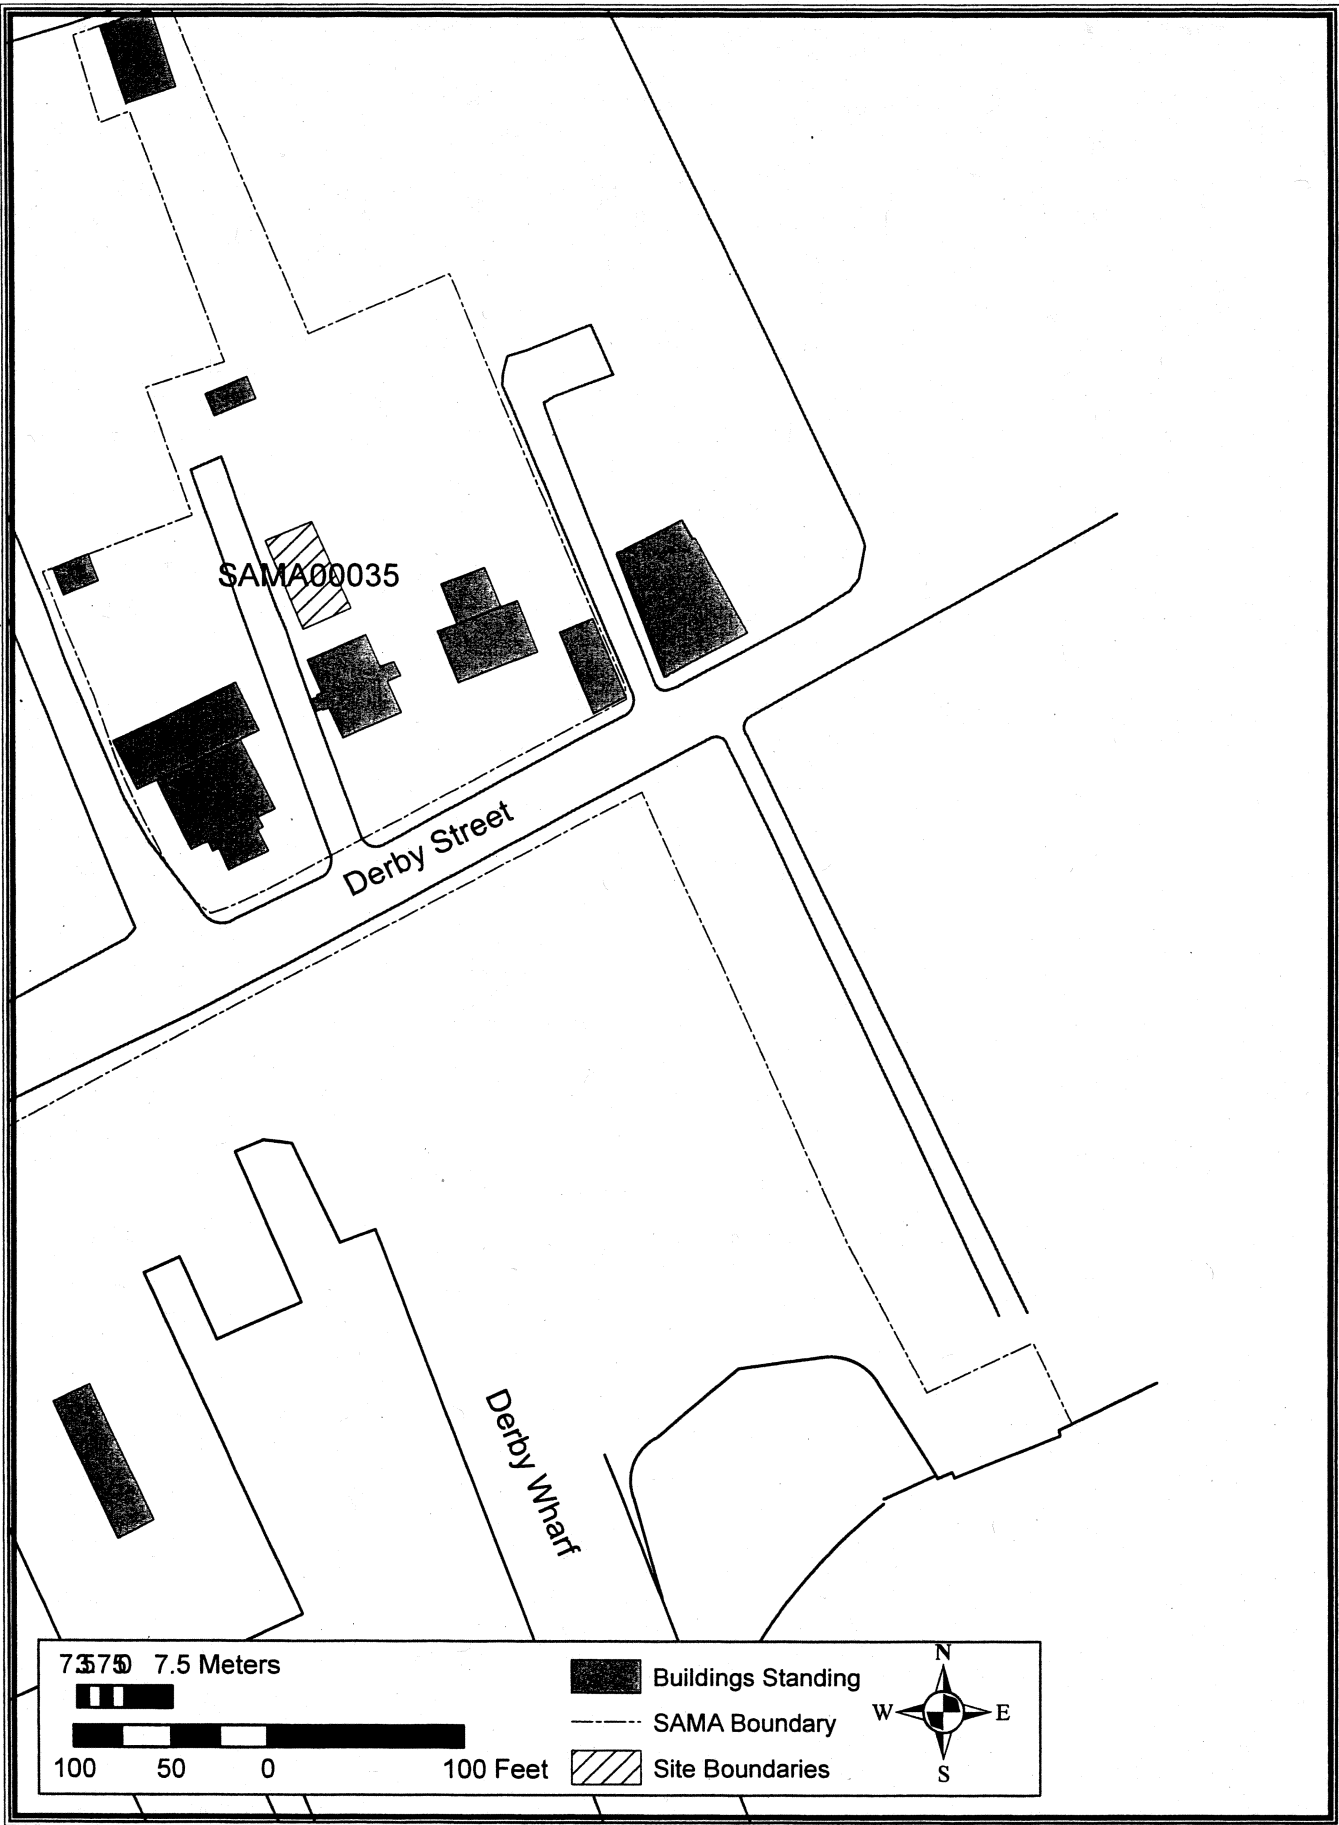 SAMA00035
Derby Street
Derby Wharf
7.5 Meters
100 50 0 100 Feet
Buildings Standing
SAMA Boundary
Site Boundaries
N
W E
S